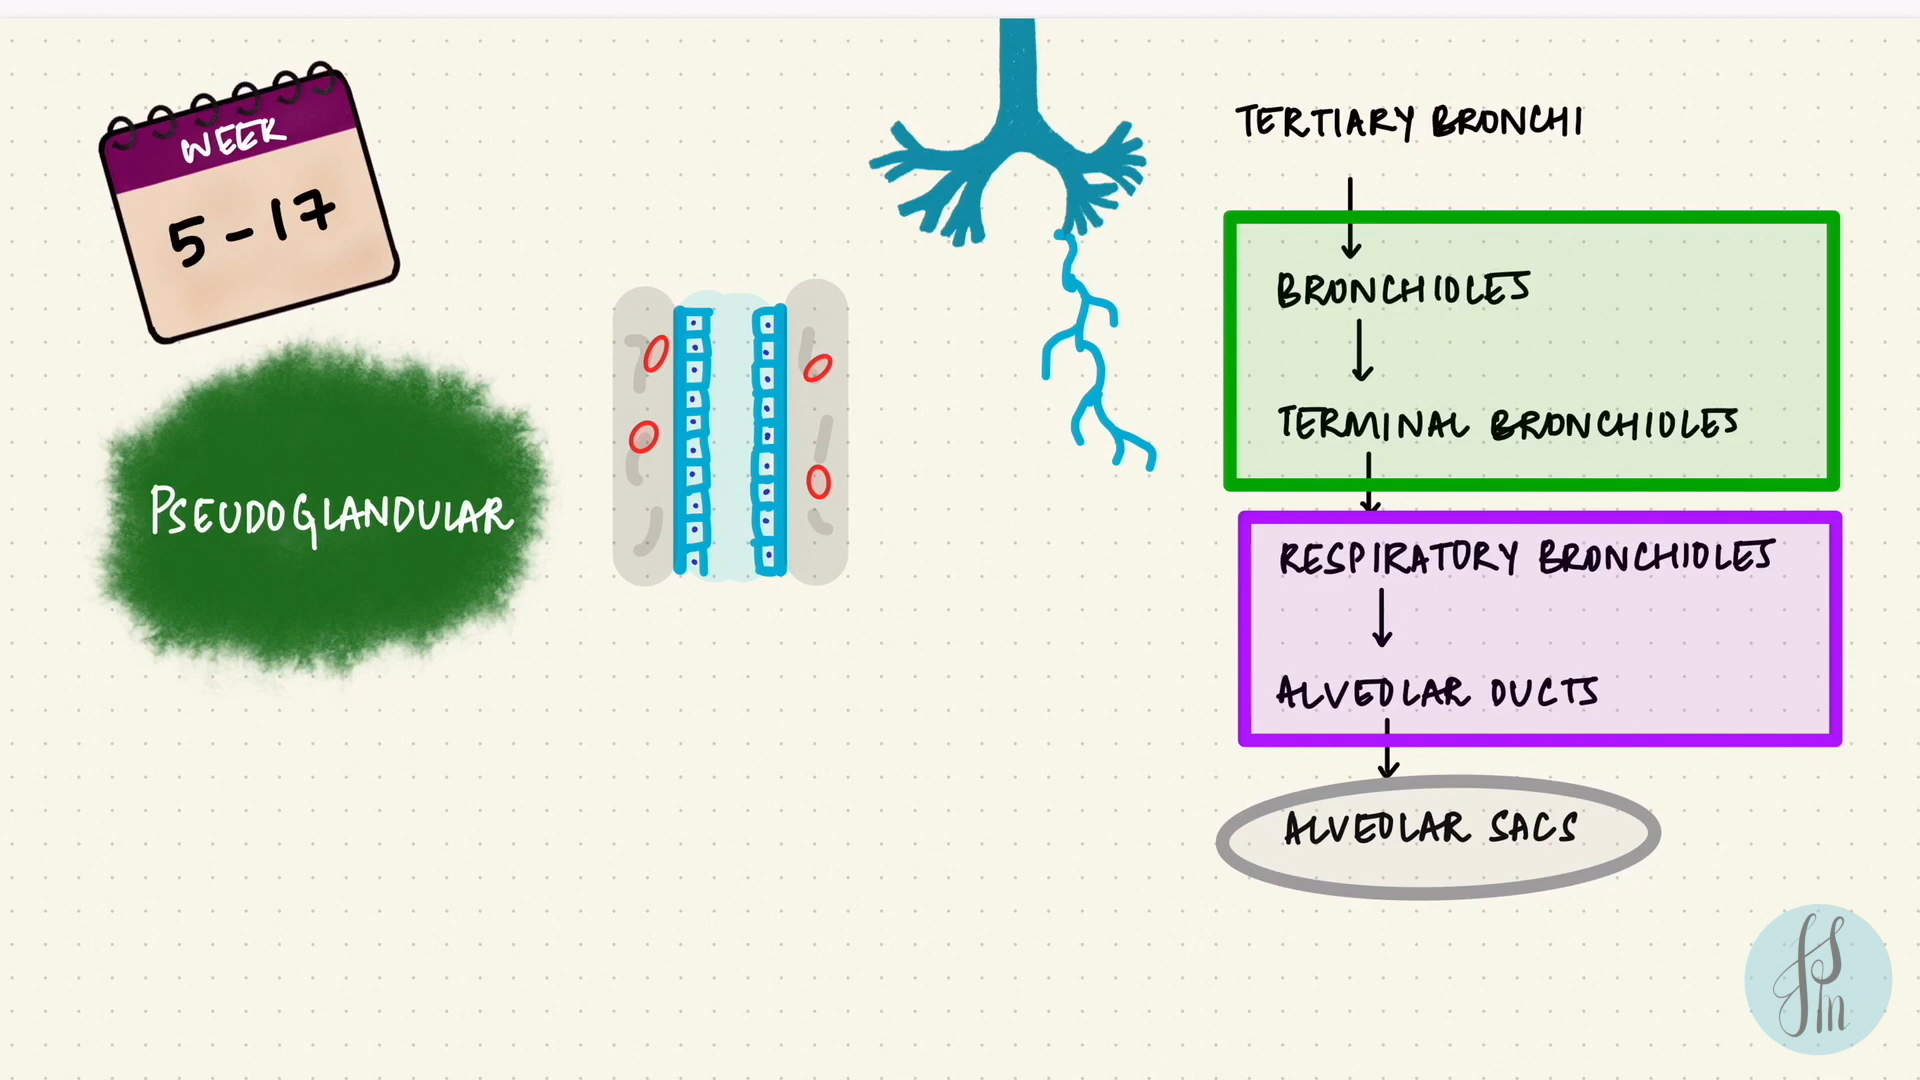 WEEK
5-17
PSEUDOGLANDULAR
TERTIARY BRONCHI
BRONCHIOLES
TERMINAL BRONCHIOLES
RESPIRATORY BRONCHIOLES
ALVEOLAR DUCTS
ALVEOLAR SACS